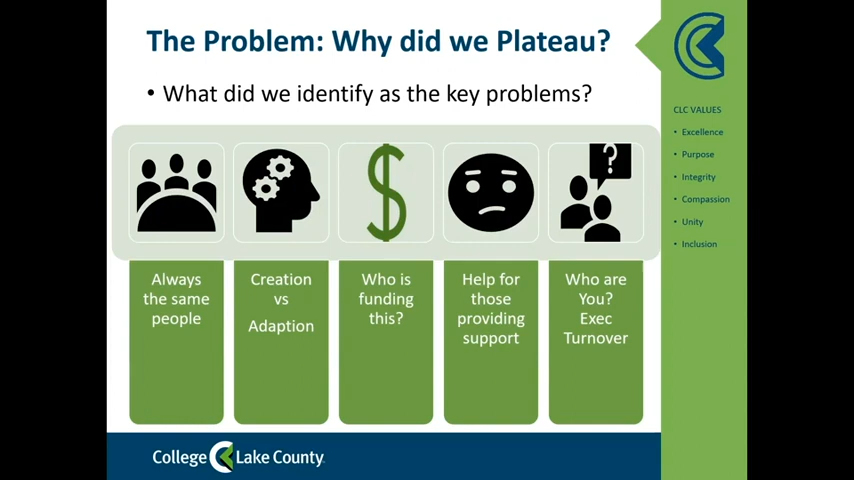 The Problem: Why did we Plateau?
• What did we identify as the key problems?
?
Always
the same
people
Creation
vs
Adaption
Who is
funding
this?
Help for
those
providing
support
Who are
You?
Exec
Turnover
CLC VALUES
• Excellence
• Purpose
• Integrity
• Compassion
• Unity
• Inclusion
College Lake County